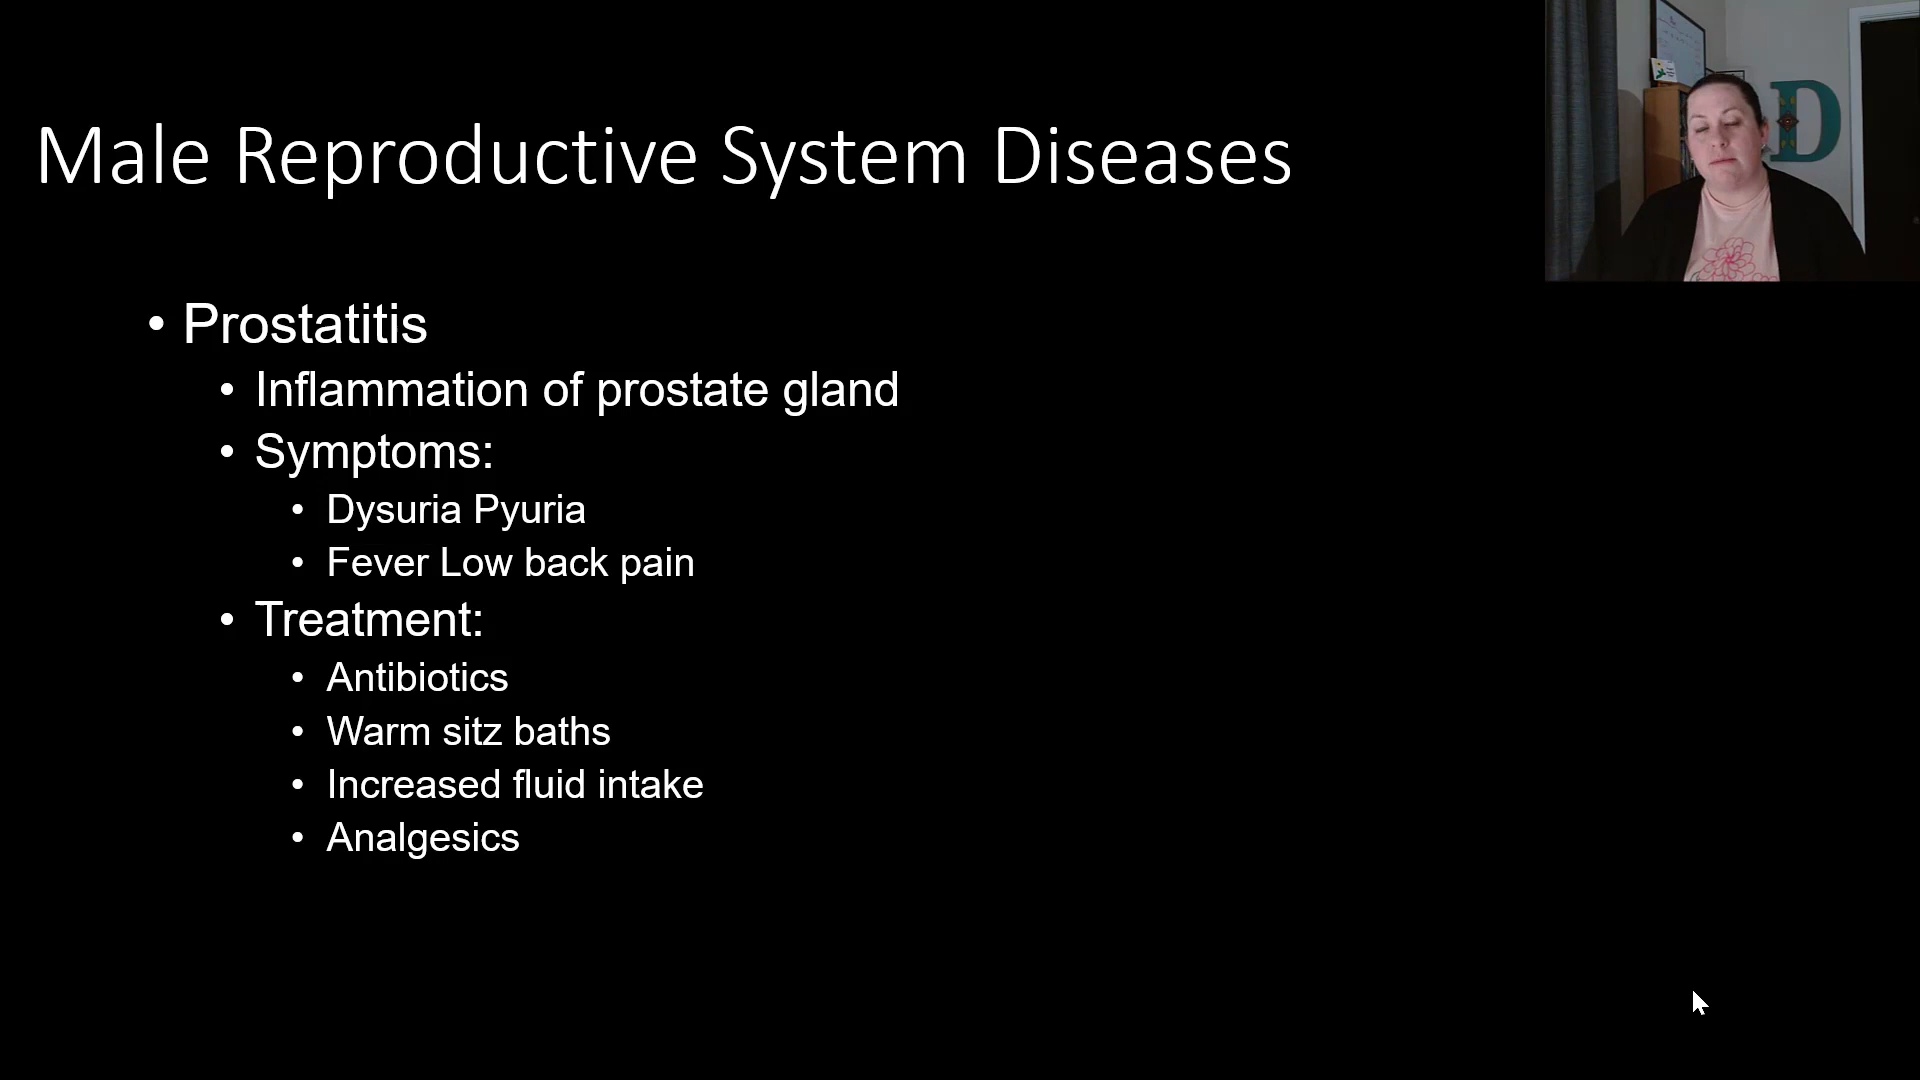 Male Reproductive System Diseases
• Prostatitis
• Inflammation of prostate gland
• Symptoms:
• Dysuria Pyuria
• Fever Low back pain
• Treatment:
• Antibiotics
• Warm sitz baths
• Increased fluid intake
• Analgesics
D